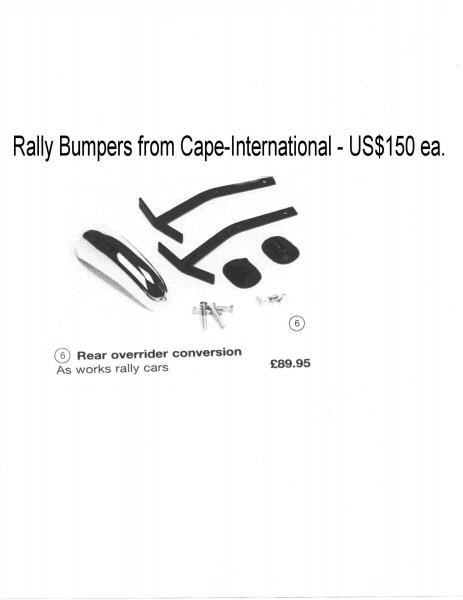 Rally Bumpers from Cape-International - US$150 ea.
6
6 Rear overrider conversion
As works rally cars £89.95